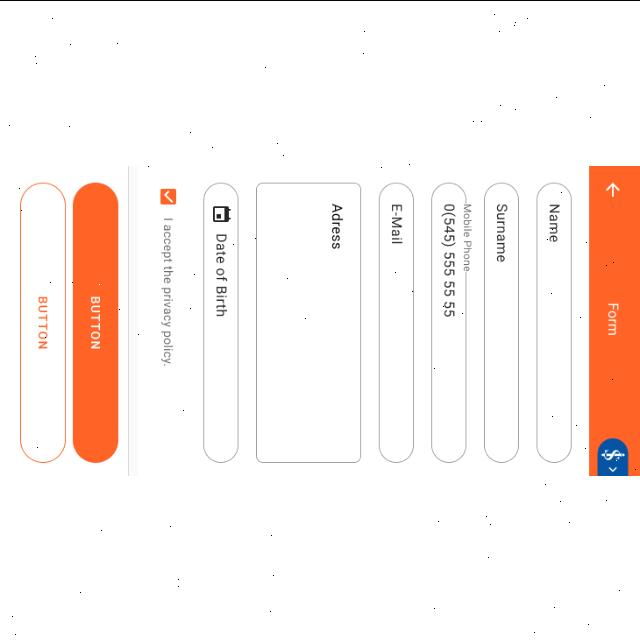 Form
$
Name
Surname
Mobile Phone
0(545) 555 55 55
E-Mail
Adress
Date of Birth
I accept the privacy policy.
BUTTON
BUTTON